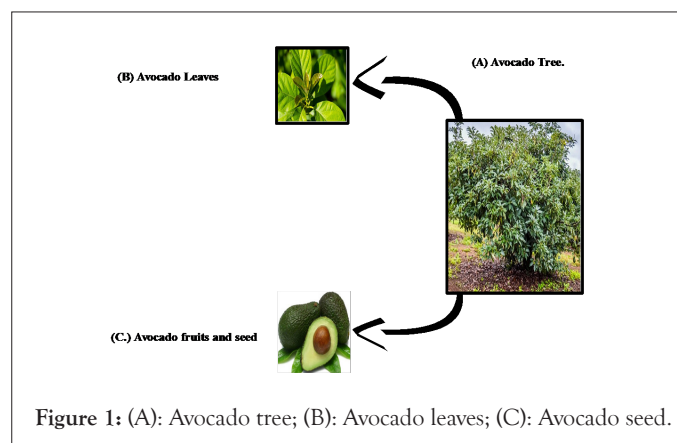 (B) Avocado Leaves
(A) Avocado Tree.
(C.) Avocado fruits and seed
Figure 1: (A): Avocado tree; (B): Avocado leaves; (C): Avocado seed.